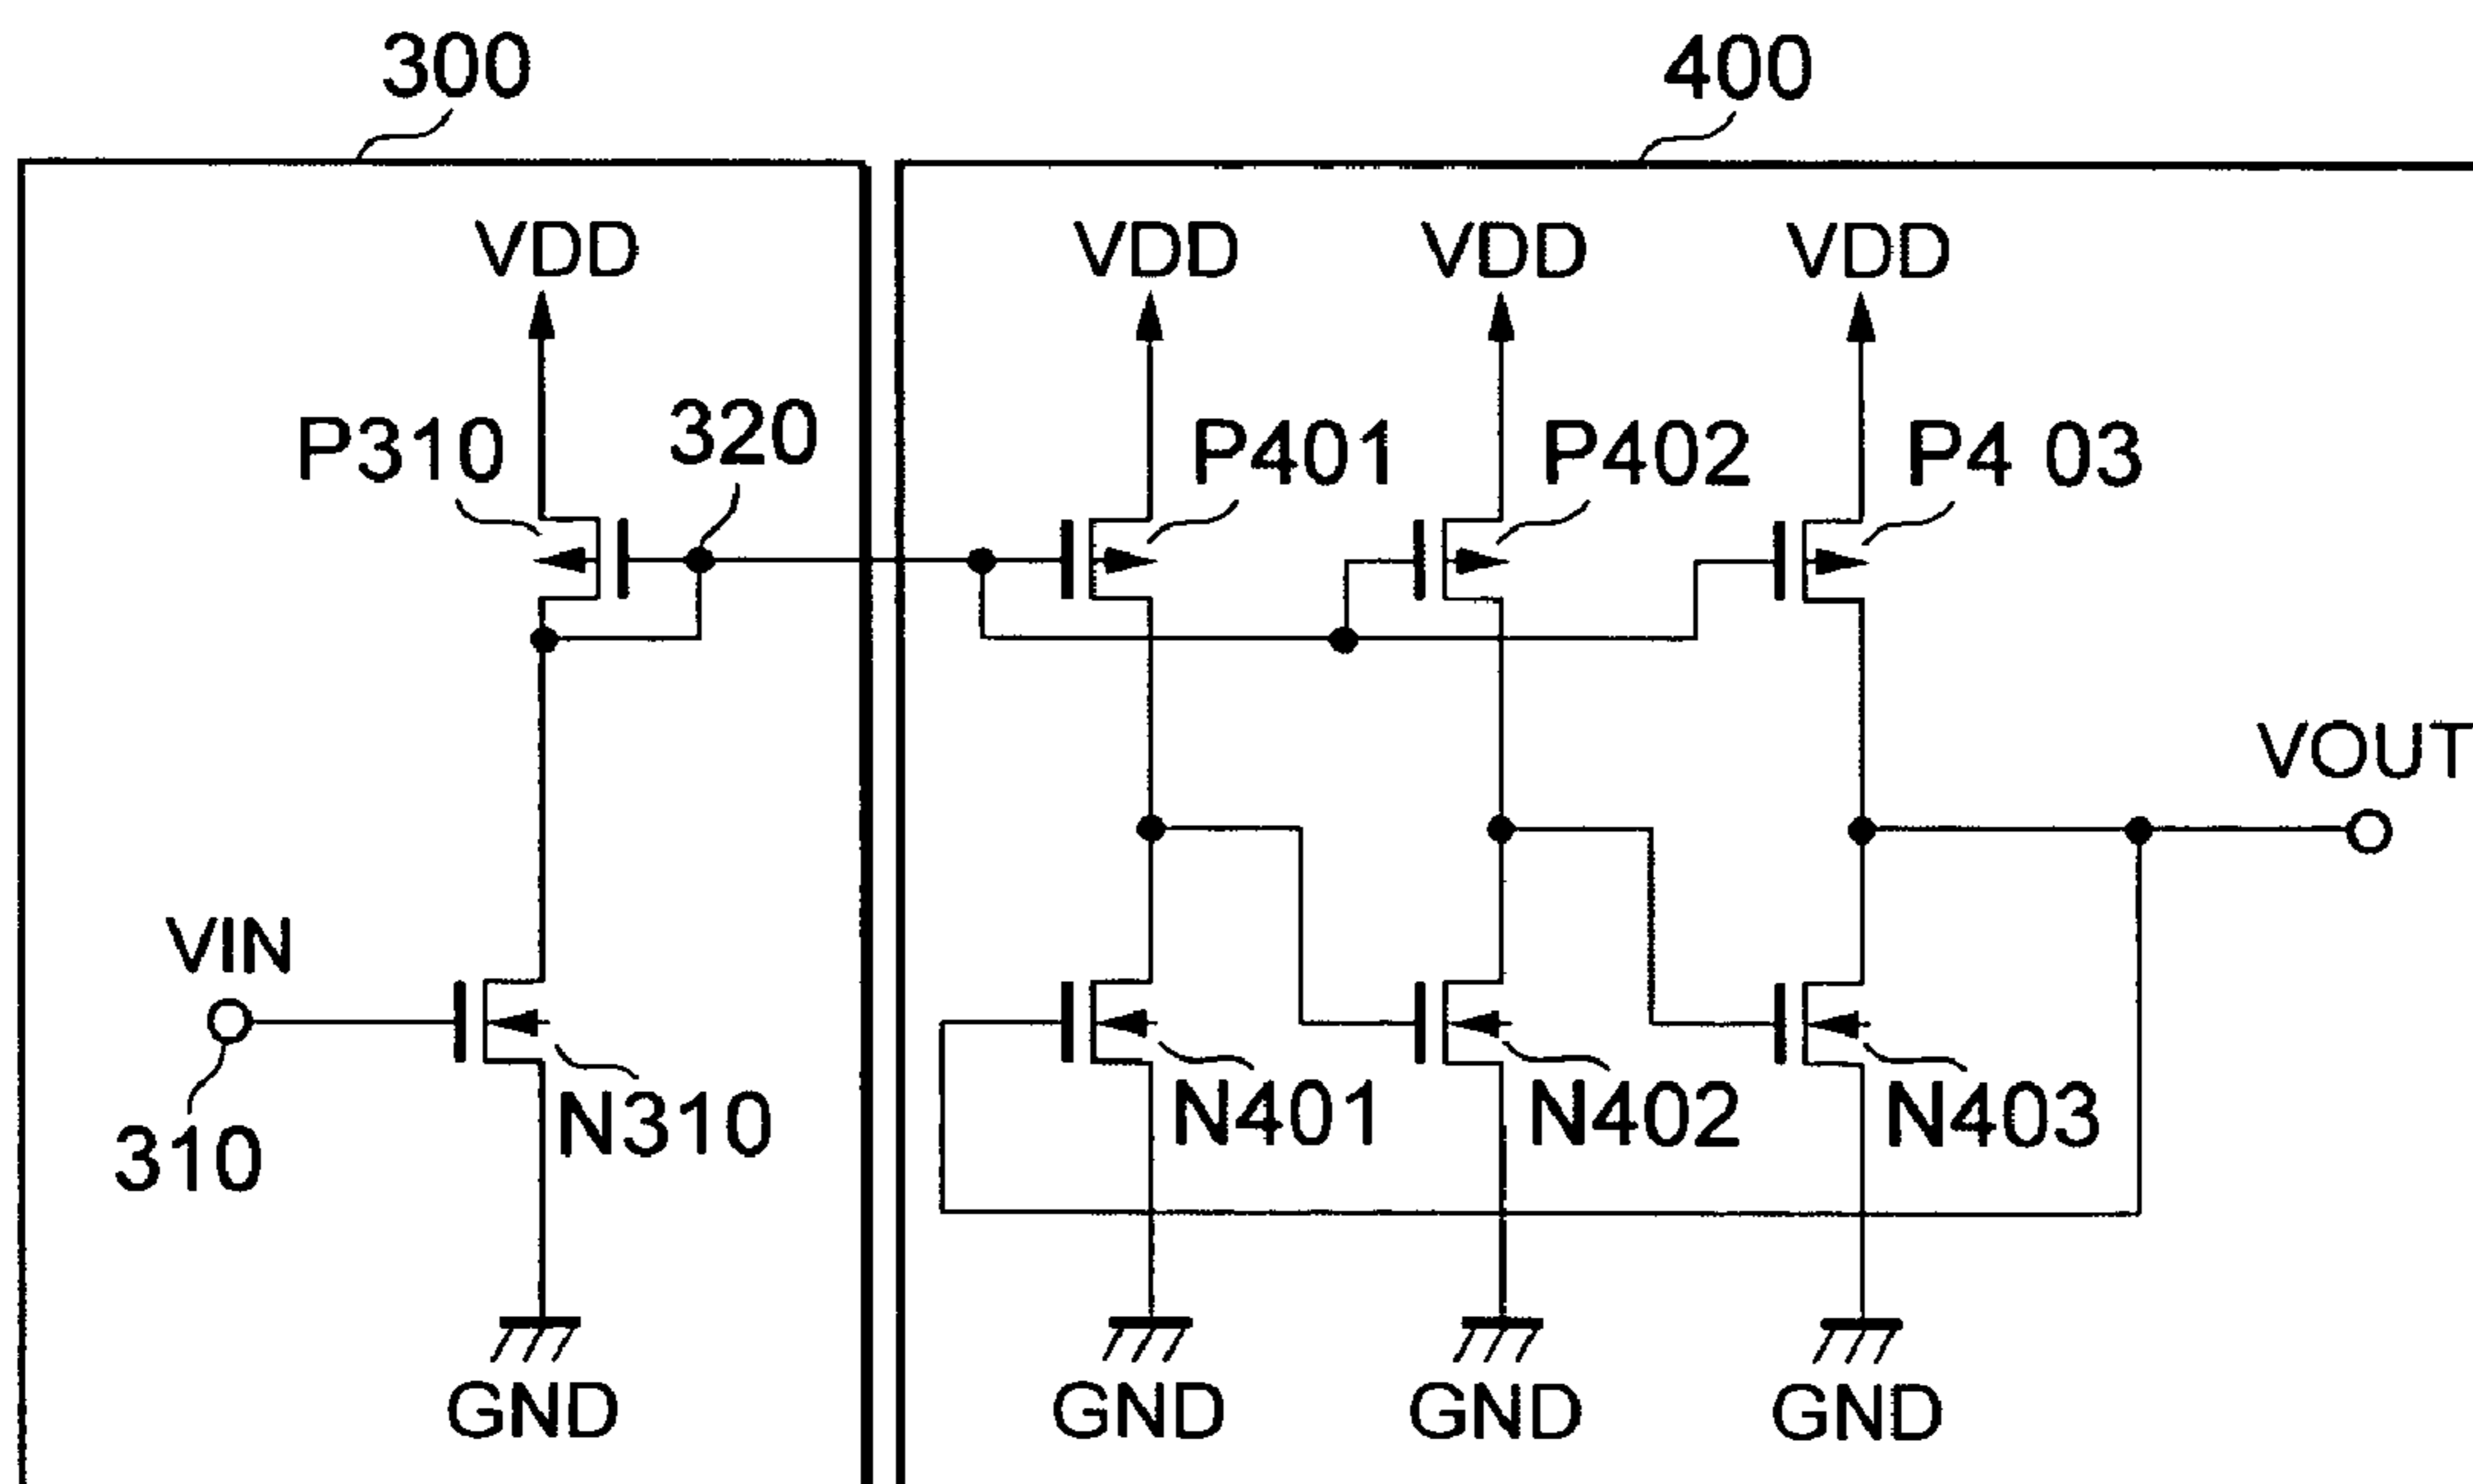 300
400
VDD
VDD
VDD
VDD
P310
320
P401
P402
P4 03
VOUT
VIN
310
N310
N401
N402
N403
GND
GND
GND
GND